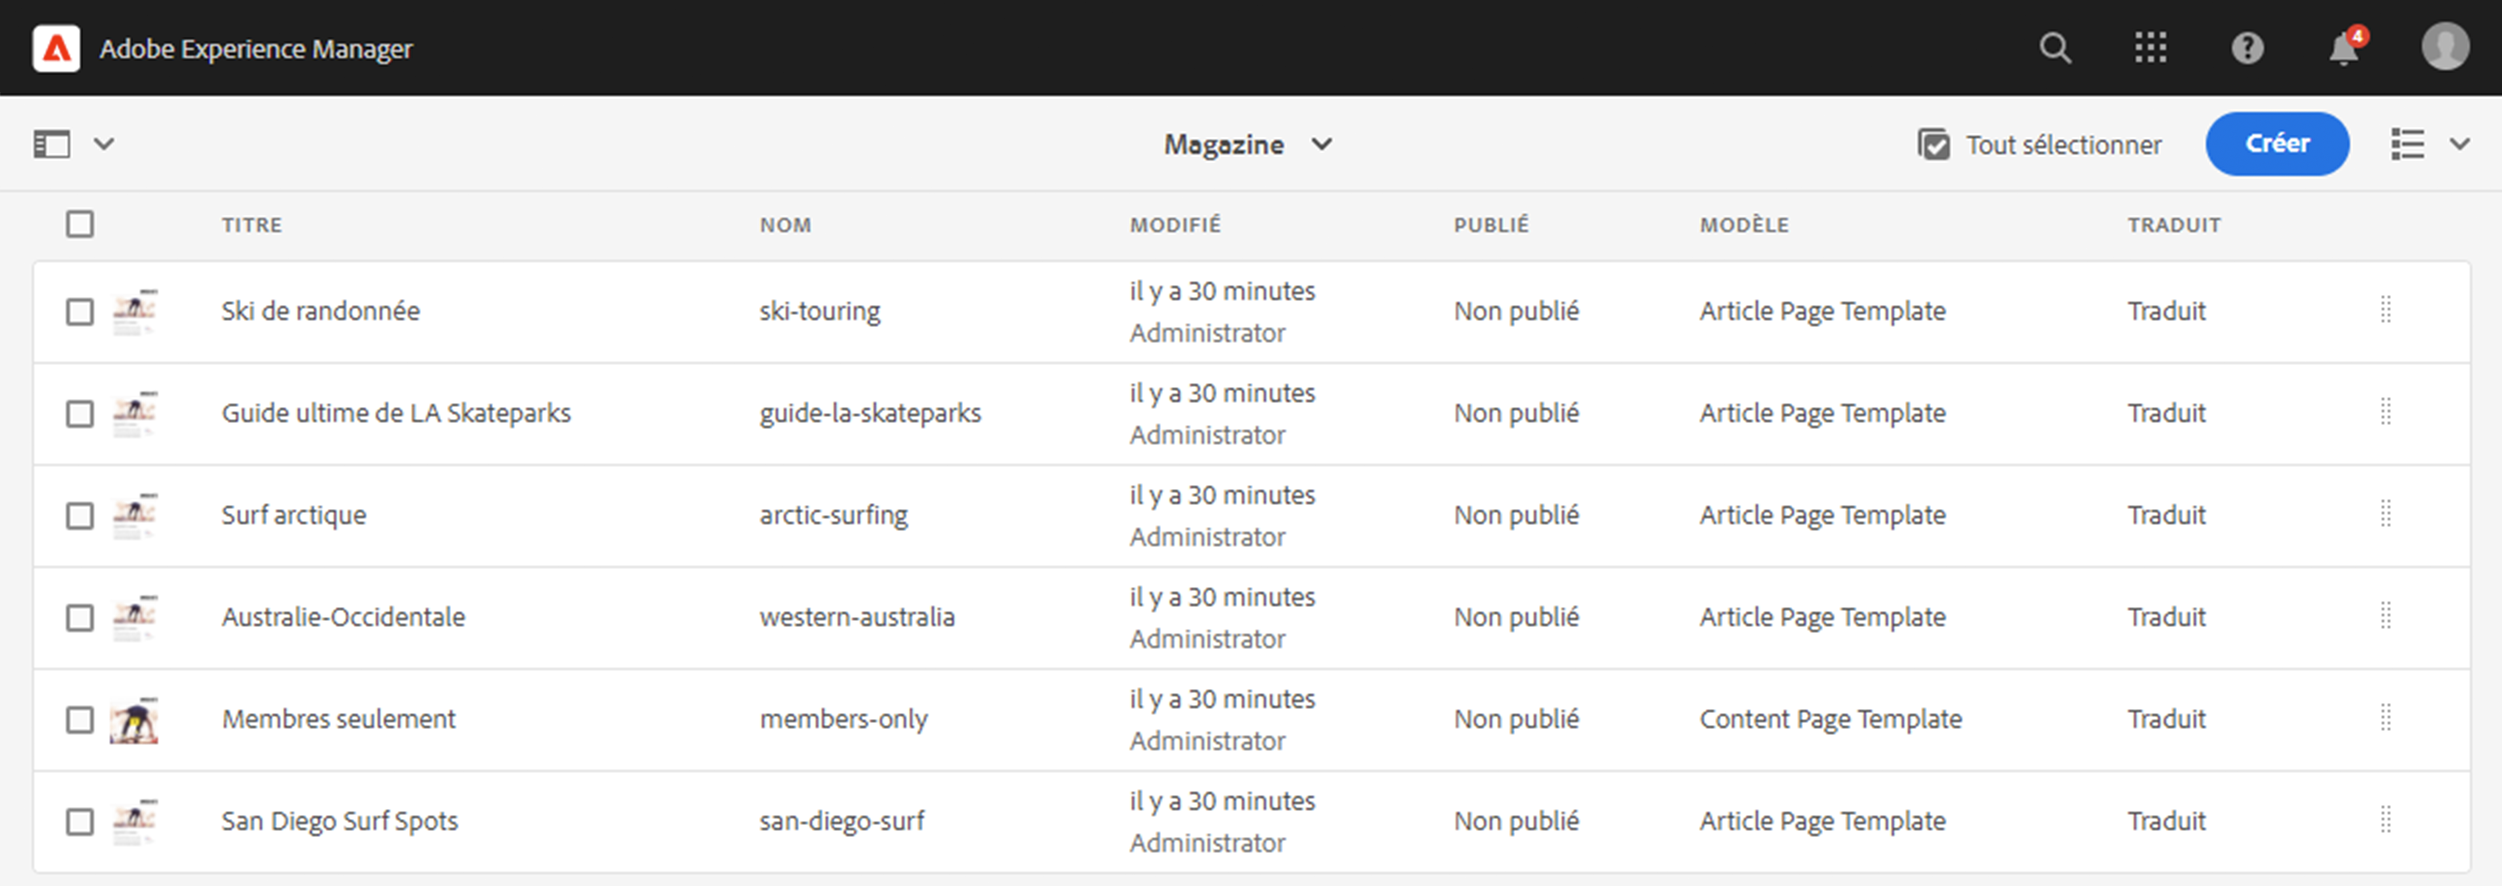 Adobe Experience Manager
4
Magazine
Tout sélectionner
Créer
TITRE NOM MODIFIÉ PUBLIÉ MODÈLE TRADUIT
Ski de randonnée ski-touring il y a 30 minutes Non publié Article Page Template Traduit
Administrator
Guide ultime de LA Skateparks guide-la-skateparks il y a 30 minutes Non publié Article Page Template Traduit
Administrator
Surf arctique arctic-surfing il y a 30 minutes Non publié Article Page Template Traduit
Administrator
Australie-Occidentale western-australia il y a 30 minutes Non publié Article Page Template Traduit
Administrator
Membres seulement members-only il y a 30 minutes Non publié Content Page Template Traduit
Administrator
San Diego Surf Spots san-diego-surf il y a 30 minutes Non publié Article Page Template Traduit
Administrator